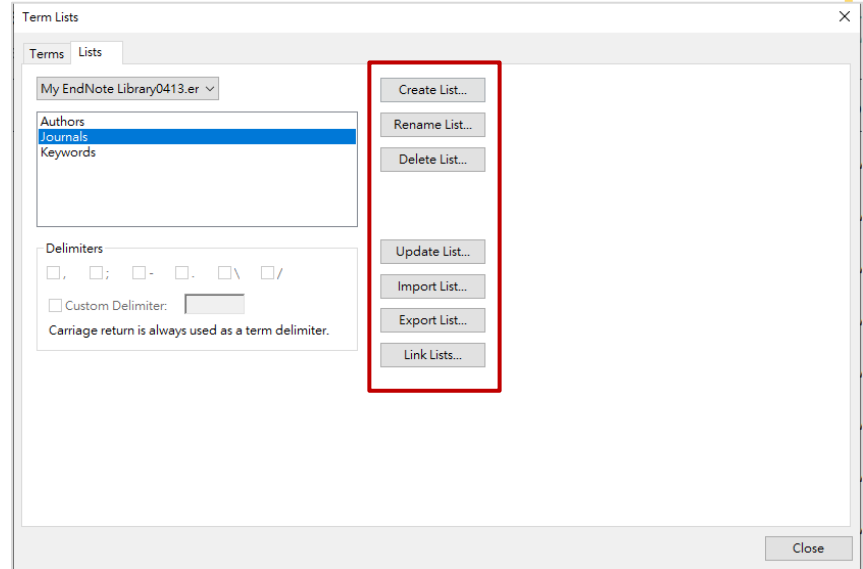 Term Lists
Terms
Lists
My EndNote Library0413.er
Authors
Journals
Keywords
Delimiters
, ; - . \ /
Custom Delimiter:
Carriage return is always used as a term delimiter.
Create List...
Rename List...
Delete List...
Update List...
Import List...
Export List...
Link Lists...
Close